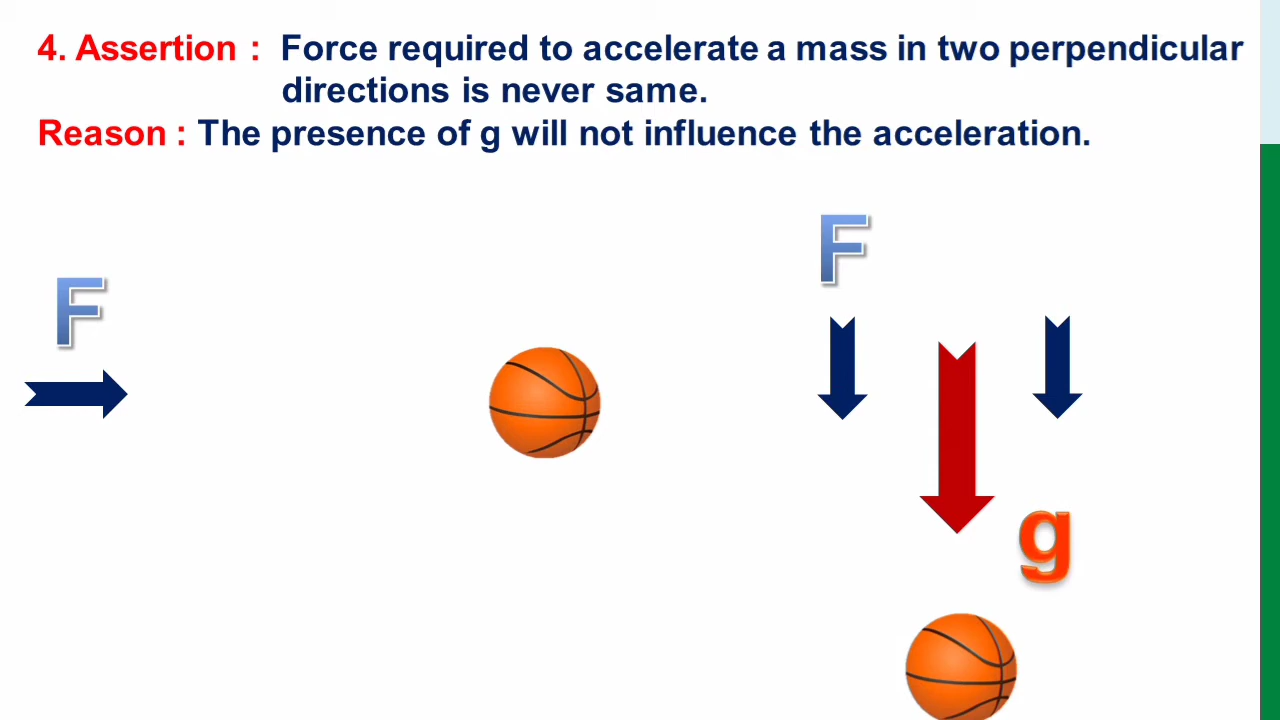 4. Assertion : Force required to accelerate a mass in two perpendicular
directions is never same.
Reason : The presence of g will not influence the acceleration.
F
F
g